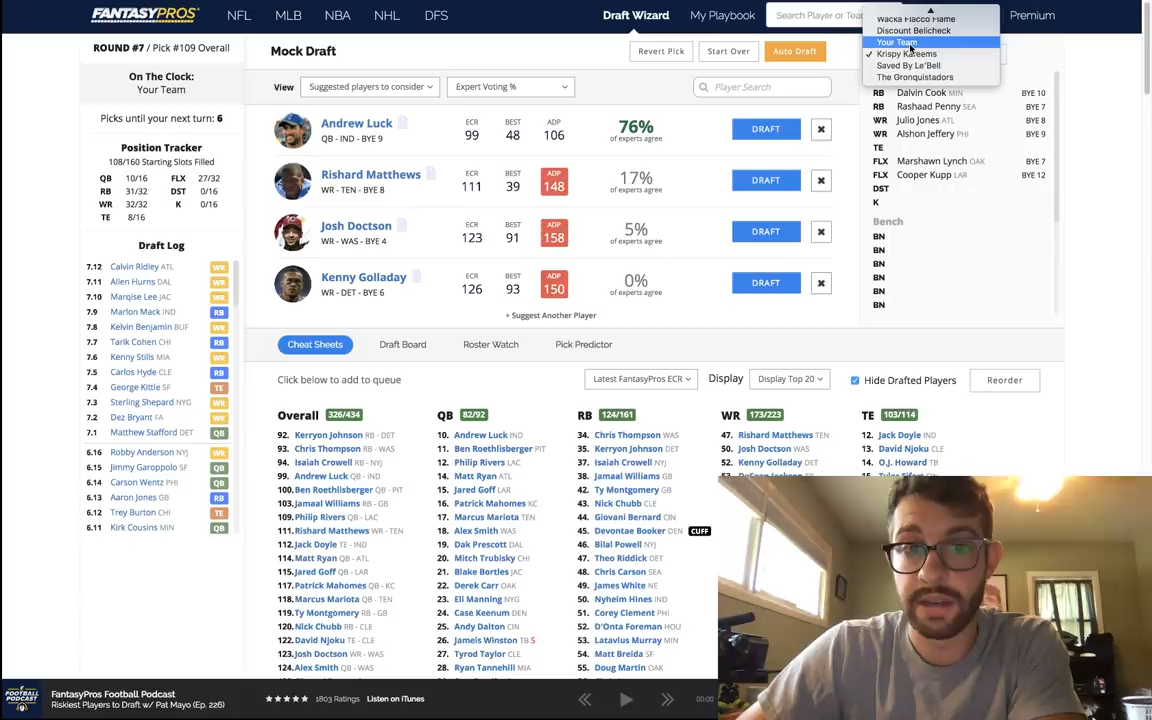 FANTASYPROS
NFL
MLB
NBA
NHL
DFS
Draft Wizard
My Playbook
Search Player or Team
Premium
Wacka Flacco Flame
Discount Belicheck
Your Team
✓ Krispy Kareems
Saved By Le'Bell
The Gronquistadors
ROUND #7 / Pick #109 Overall
On The Clock:
Your Team
Picks until your next turn: 6
Position Tracker
108/160 Starting Slots Filled
QB 10/16 FLX 27/32
RB 31/32 DST 0/16
WR 32/32 K 0/16
TE 8/16
Draft Log
7.12 Calvin Ridley ATL WR
7.11 Allen Hurns DAL WR
7.10 Marqise Lee JAC WR
7.9 Marlon Mack IND RB
7.8 Kelvin Benjamin BUF WR
7.7 Tarik Cohen CHI RB
7.6 Kenny Stills MIA WR
7.5 Carlos Hyde CLE RB
7.4 George Kittle SF TE
7.3 Sterling Shepard NYG WR
7.2 Dez Bryant FA WR
7.1 Matthew Stafford DET QB
6.16 Robby Anderson NYJ WR
6.15 Jimmy Garoppolo SF QB
6.14 Carson Wentz PHI QB
6.13 Aaron Jones GB RB
6.12 Trey Burton CHI TE
6.11 Kirk Cousins MIN QB
Mock Draft
Revert Pick
Start Over
Auto Draft
View
Suggested players to consider
Expert Voting %
Player Search
Andrew Luck
QB - IND - BYE 9
ECR 99
BEST 48
ADP 106
76%
of experts agree
DRAFT
Richard Matthews
WR - TEN - BYE 8
ECR 111
BEST 39
ADP 148
17%
of experts agree
DRAFT
Josh Doctson
WR - WAS - BYE 4
ECR 123
BEST 91
ADP 158
5%
of experts agree
DRAFT
Kenny Golladay
WR - DET - BYE 6
ECR 126
BEST 93
ADP 150
0%
of experts agree
DRAFT
+ Suggest Another Player
RB Dalvin Cook MIN BYE 10
RB Rashaad Penny SEA BYE 7
WR Julio Jones ATL BYE 8
WR Alshon Jeffery PHI BYE 9
TE
FLX Marshawn Lynch OAK BYE 7
FLX Cooper Kupp LAR BYE 12
DST
K
Bench
BN
BN
BN
BN
BN
BN
Cheat Sheets
Draft Board
Roster Watch
Pick Predictor
Click below to add to queue
Latest FantasyPros ECR
Display
Display Top 20
Hide Drafted Players
Reorder
Overall 326/434
92. Kerryon Johnson RB - DET
93. Chris Thompson RB - WAS
94. Isaiah Crowell RB - NYJ
99. Andrew Luck QB - IND
100. Ben Roethlisberger QB - PIT
103. Jamaal Williams RB - GB
109. Philip Rivers QB - LAC
111. Rishard Matthews WR - TEN
112. Jack Doyle TE - IND
114. Matt Ryan QB - ATL
115. Jared Goff QB - LAR
117. Patrick Mahomes QB - KC
118. Marcus Mariota QB - TEN
119. Ty Montgomery RB - GB
120. Nick Chubb RB - CLE
122. David Njoku TE - CLE
123. Josh Doctson WR - WAS
124. Alex Smith QB - WAS
QB 82/92
10. Andrew Luck IND
11. Ben Roethlisberger PIT
12. Philip Rivers LAC
14. Matt Ryan ATL
15. Jared Goff LAR
16. Patrick Mahomes KC
17. Marcus Mariota TEN
18. Alex Smith WAS
19. Dak Prescott DAL
20. Mitch Trubisky CHI
21. Blake Bortles JAC
22. Derek Carr OAK
23. Eli Manning NYG
24. Case Keenum DEN
25. Andy Dalton CIN
26. Jameis Winston TB S
27. Tyrod Taylor CLE
28. Ryan Tannehill MIA
RB 124/161
34. Chris Thompson WAS
35. Kerryon Johnson DET
37. Isaiah Crowell NYJ
38. Jamaal Williams GB
42. Ty Montgomery GB
43. Nick Chubb CLE
44. Giovani Bernard CIN
45. Devontae Booker DEN CUFF
46. Bilal Powell NYJ
47. Theo Riddick DET
48. Chris Carson SEA
49. James White NE
50. Nyheim Hines IND
51. Corey Clement PHI
52. D'Onta Foreman HOU
53. Latavius Murray MIN
54. Matt Breida SF
55. Doug Martin OAK
WR 173/223
47. Rishard Matthews TEN
50. Josh Doctson WAS
52. Kenny Golladay DET
TE 103/114
12. Jack Doyle IND
13. David Njoku CLE
14. O.J. Howard TB
FOOTBALL PODCAST
FantasyPros Football Podcast
Riskiest Players to Draft w/ Pat Mayo (Ep. 226)
★★★★★ 1803 Ratings
Listen on iTunes
00:00